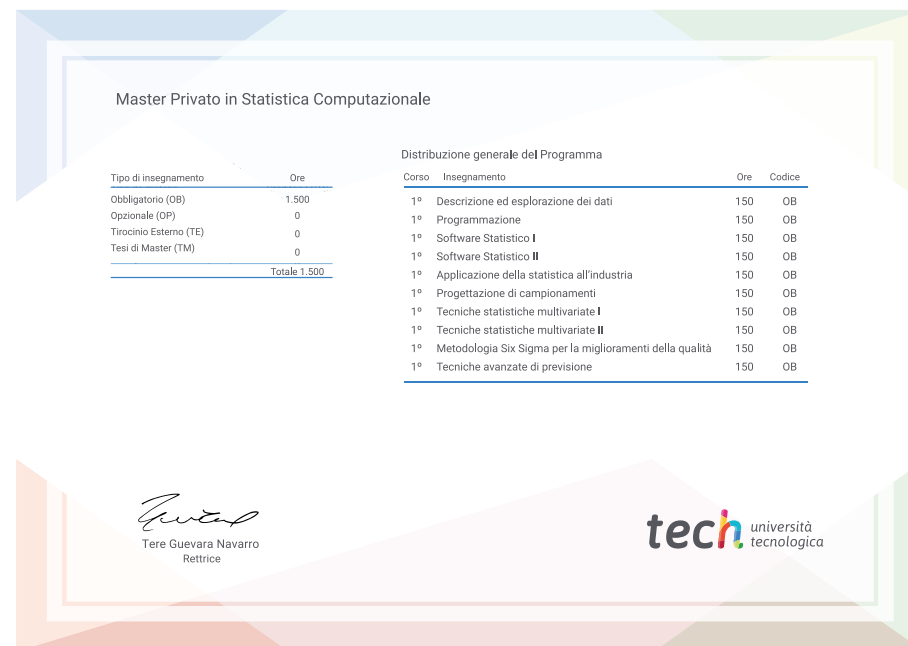 Master Privato in Statistica Computazionale
Tipo di insegnamento Ore
Obbligatorio (OB) 1.500
Opzionale (OP) 0
Tirocinio Esterno (TE) 0
Tesi di Master (TM) 0
Totale 1.500
Distribuzione generale del Programma
Corso Insegnamento Ore Codice
1º Descrizione ed esplorazione dei dati 150 OB
1º Programmazione 150 OB
1º Software Statistico I 150 OB
1º Software Statistico II 150 OB
1º Applicazione della statistica all'industria 150 OB
1º Progettazione di campionamenti 150 OB
1º Tecniche statistiche multivariate I 150 OB
1º Tecniche statistiche multivariate II 150 OB
1º Metodologia Six Sigma per la miglioramenti della qualità 150 OB
1º Tecniche avanzate di previsione 150 OB
Tere Guevara Navarro
Rettrice
tech università
tecnologica